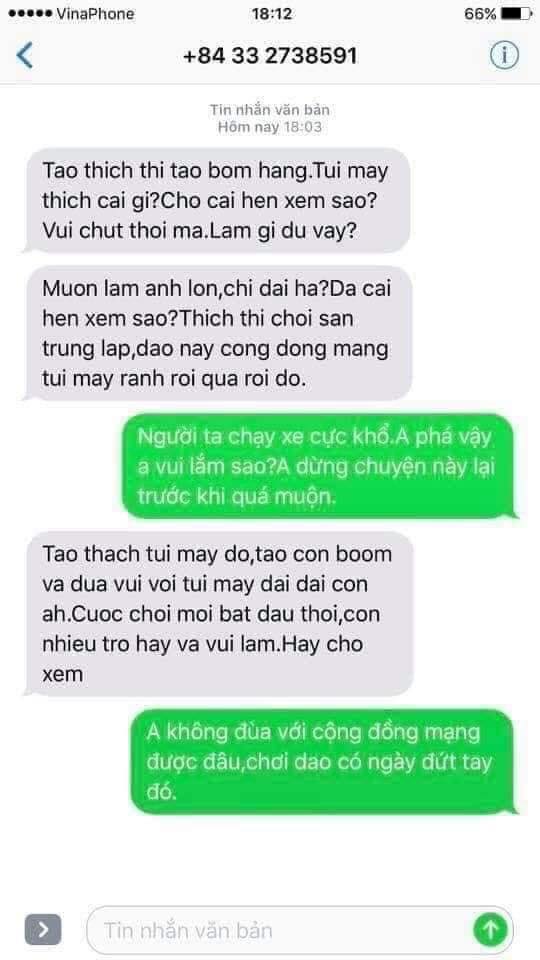 VinaPhone 18:12 66%
+84 33 2738591
Tin nhắn văn bản
Hôm nay 18:03
Tao thich thi tao bom hang.Tui may
thich cai gi?Cho cai hen xem sao?
Vui chut thoi ma.Lam gi du vay?
Muon lam anh lon,chi dai ha?Da cai
hen xem sao?Thich thi choi san
trung lap,dao nay cong dong mang
tui may ranh roi qua roi do.
Người ta chạy xe cực khổ.A phá vậy
a vui lắm sao?A dừng chuyện này lại
trước khi quá muộn.
Tao thach tui may do,tao con boom
va dua vui voi tui may dai dai con
ah.Cuoc choi moi bat dau thoi,con
nhieu tro hay va vui lam.Hay cho
xem
A không đùa với cộng đồng mạng
được đâu,chơi dao có ngày đứt tay
đó.
Tin nhắn văn bản